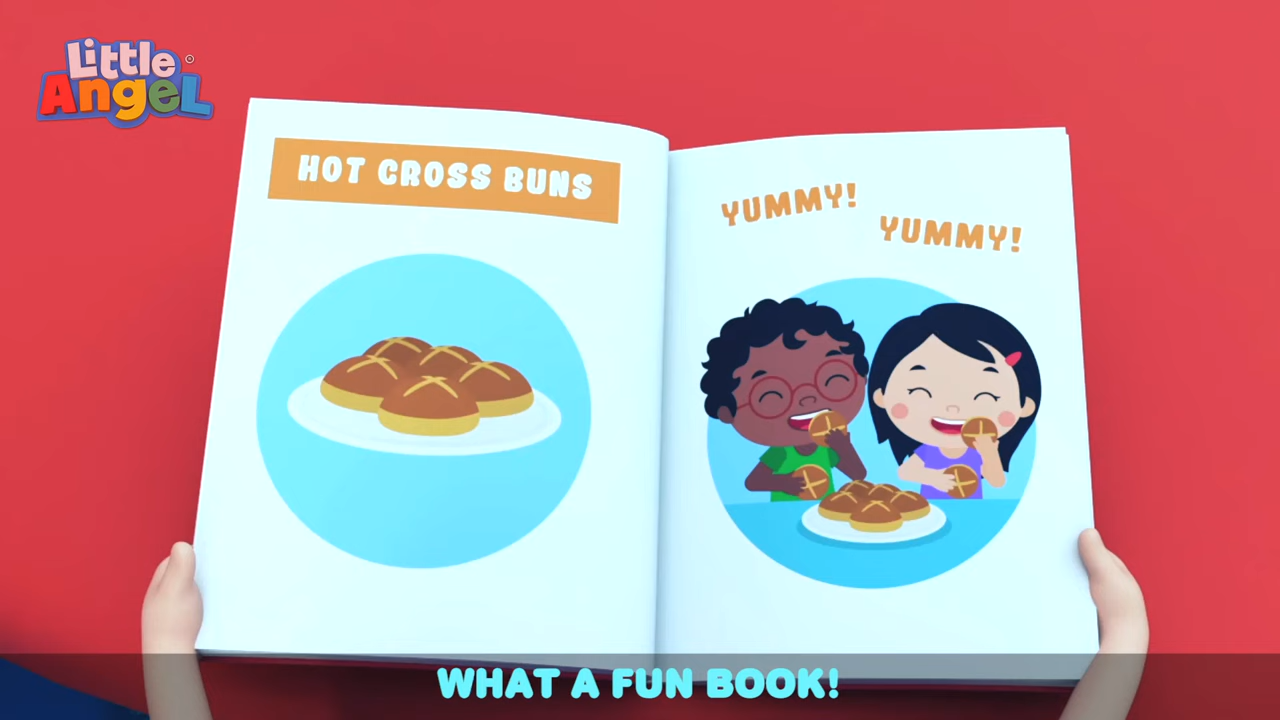 Little
Angel
HOT CROSS BUNS
YUMMY!
YUMMY!
WHAT A FUN BOOK!